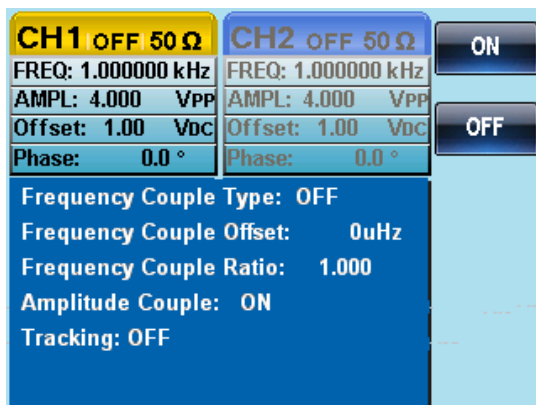 CH1 OFF 50 Ω
FREQ: 1.000000 kHz
AMPL: 4.000 VPP
Offset: 1.00 VDC
Phase: 0.0 °
CH2 OFF 50 Ω
FREQ: 1.000000 kHz
AMPL: 4.000 VPP
Offset: 1.00 VDC
Phase: 0.0 °
ON
OFF
Frequency Couple Type: OFF
Frequency Couple Offset: 0uHz
Frequency Couple Ratio: 1.000
Amplitude Couple: ON
Tracking: OFF